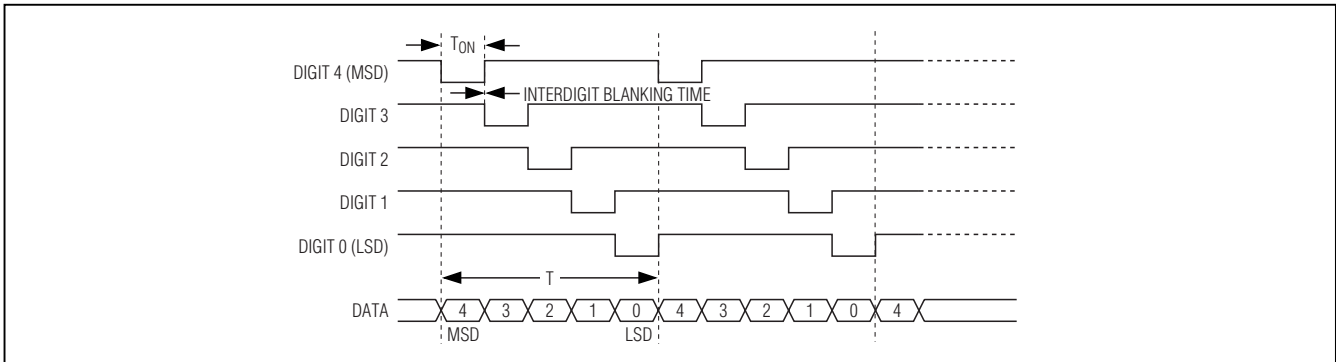 TON
DIGIT 4 (MSD)
INTERDIGIT BLANKING TIME
DIGIT 3
DIGIT 2
DIGIT 1
DIGIT 0 (LSD)
T
DATA 4 3 2 1 0 4 3 2 1 0 4
MSD LSD